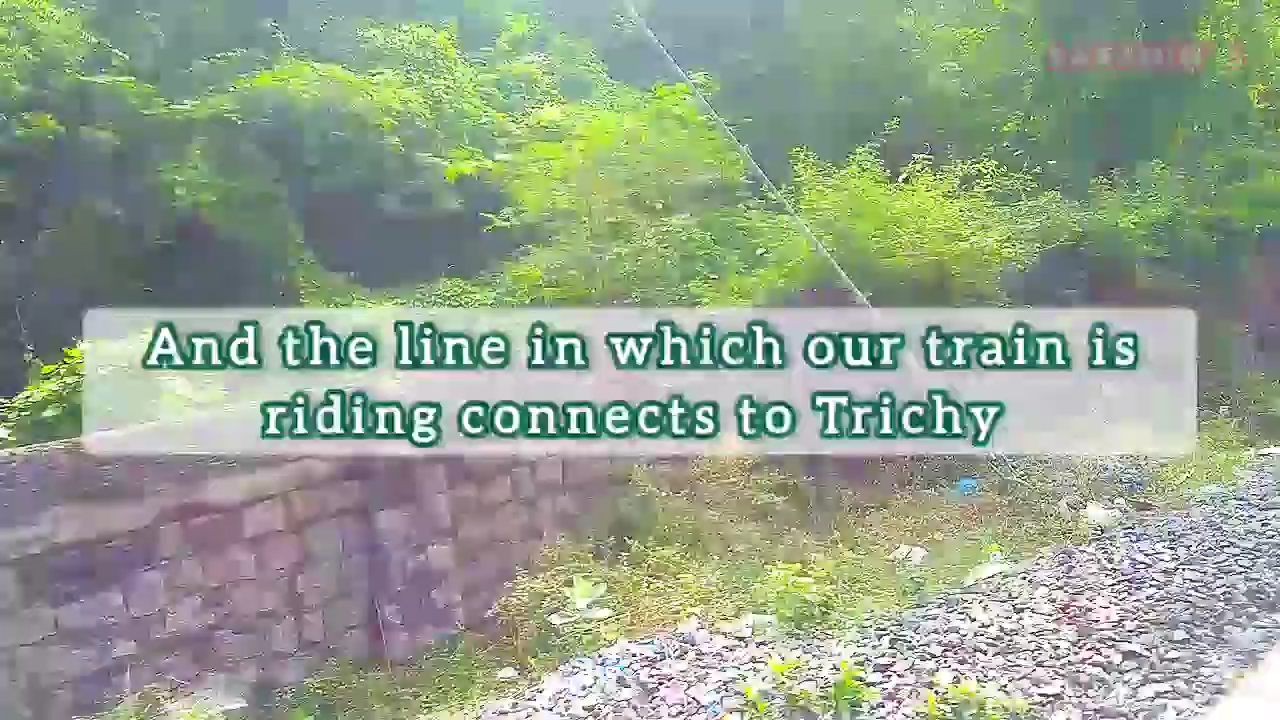 And the line in which our train is
riding connects to Trichy